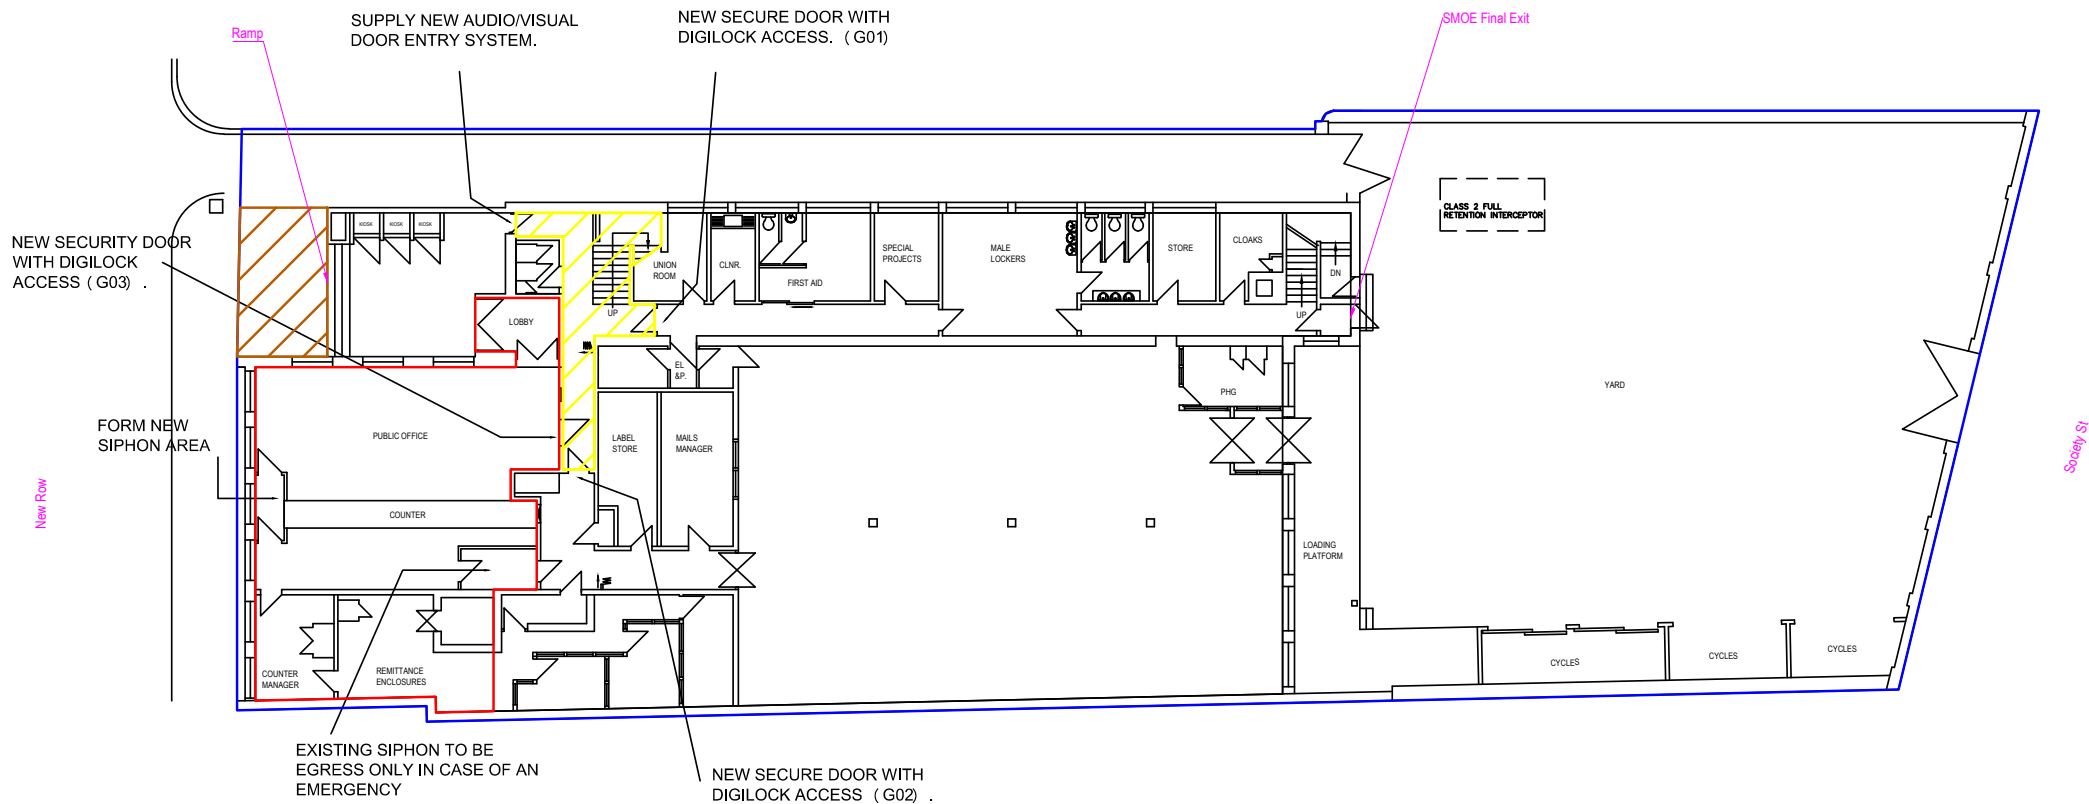 SUPPLY NEW AUDIO/VISUAL
DOOR ENTRY SYSTEM.
NEW SECURE DOOR WITH
DIGILOCK ACCESS. ( G01)
SMOE Final Exit
Ramp
NEW SECURITY DOOR
WITH DIGILOCK
ACCESS ( G03) .
KIOSK
KIOSK
KIOSK
CLASS 2 FULL
RETENTION INTERCEPTOR
UNION
ROOM
CLNR.
FIRST AID
SPECIAL
PROJECTS
MALE
LOCKERS
STORE
CLOAKS
DN
UP
UP
LOBBY
EL
&P.
PHG
YARD
FORM NEW
SIPHON AREA
PUBLIC OFFICE
LABEL
STORE
MAILS
MANAGER
Society St
New Row
COUNTER
LOADING
PLATFORM
COUNTER
MANAGER
REMITTANCE
ENCLOSURES
CYCLES
CYCLES
CYCLES
EXISTING SIPHON TO BE
EGRESS ONLY IN CASE OF AN
EMERGENCY
NEW SECURE DOOR WITH
DIGILOCK ACCESS ( G02) .